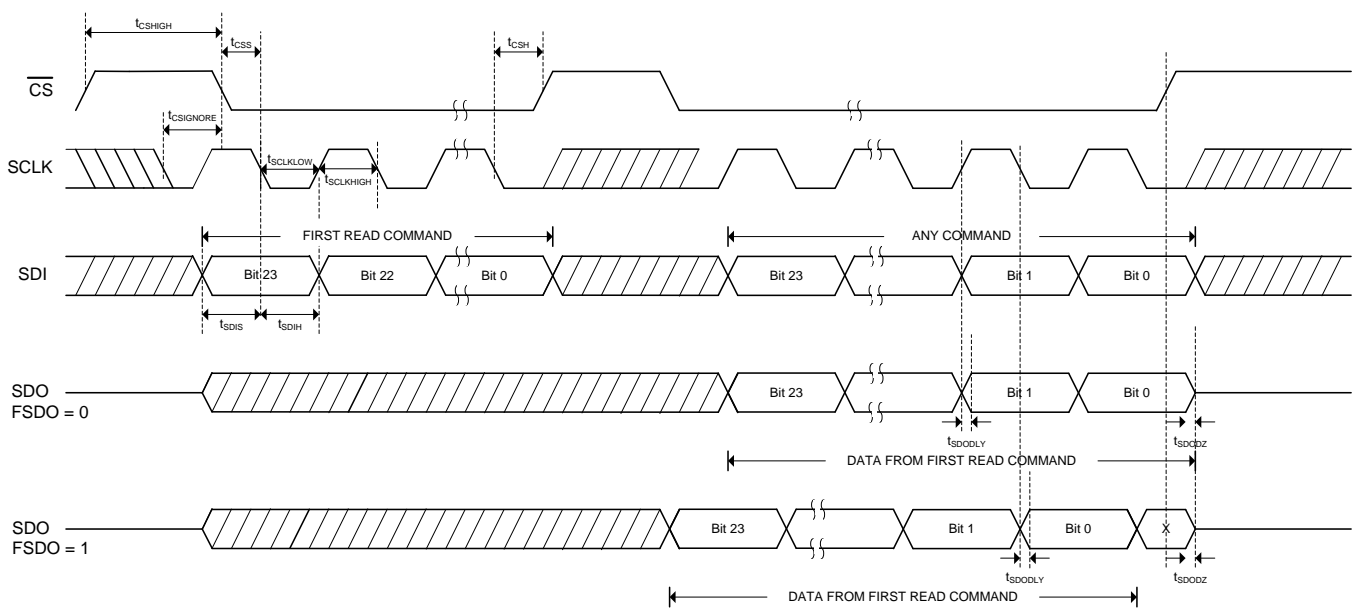 tCSHIGH
tCSS
tCSH
CS
tCSIGNORE
SCLK
tSCLKLOW
tSCLKHIGH
FIRST READ COMMAND
ANY COMMAND
SDI
Bit 23
Bit 22
Bit 0
Bit 23
Bit 1
Bit 0
tSDIS
tSDIH
SDO
FSDO = 0
Bit 23
Bit 1
Bit 0
tSDODLY
tSDODZ
DATA FROM FIRST READ COMMAND
SDO
FSDO = 1
Bit 23
Bit 1
Bit 0
X
tSDODLY
tSDODZ
DATA FROM FIRST READ COMMAND